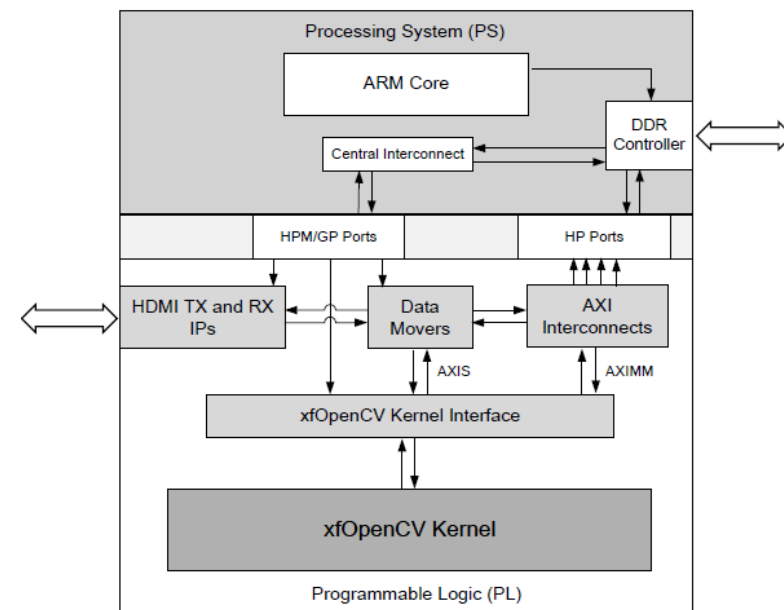 Processing System (PS)
ARM Core
DDR
Controller
Central Interconnect
HPM/GP Ports
HP Ports
HDMI TX and RX
IPs
Data
Movers
AXI
Interconnects
AXIS
AXIMM
xfOpenCV Kernel Interface
xfOpenCV Kernel
Programmable Logic (PL)